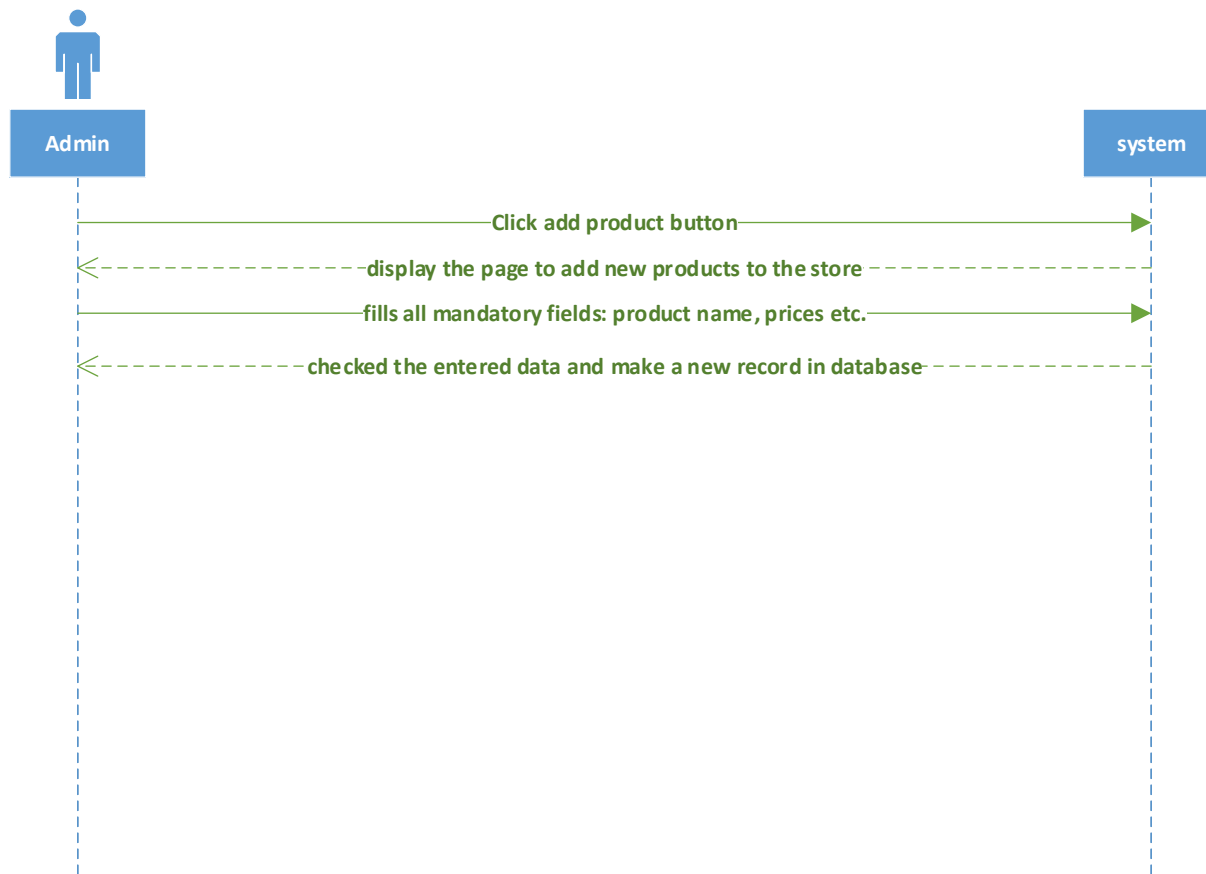 Admin
system
Click add product button
display the page to add new products to the store
fills all mandatory fields: product name, prices etc.
checked the entered data and make a new record in database